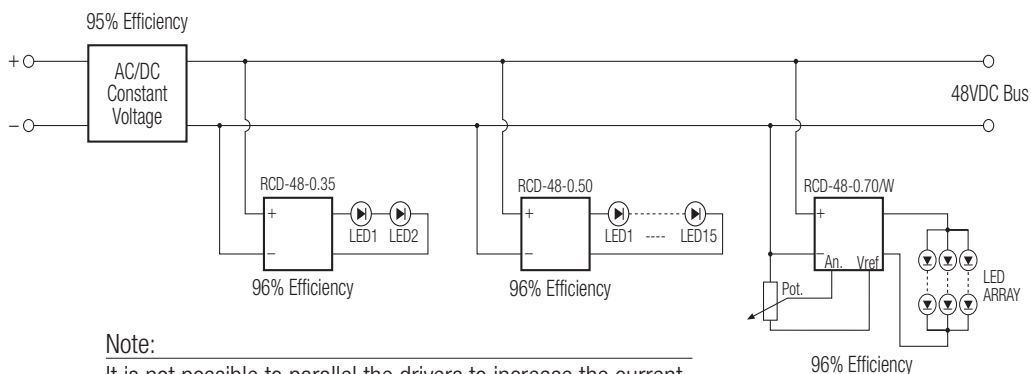 95% Efficiency
+
AC/DC
Constant
Voltage
–
48VDC Bus
RCD-48-0.35
+
–
LED1 LED2
96% Efficiency
RCD-48-0.50
+
–
LED1 ---- LED15
96% Efficiency
RCD-48-0.70/W
+
–
An. Vref
Pot.
LED
ARRAY
96% Efficiency
Note:
It is not possible to parallel the drivers to increase the current